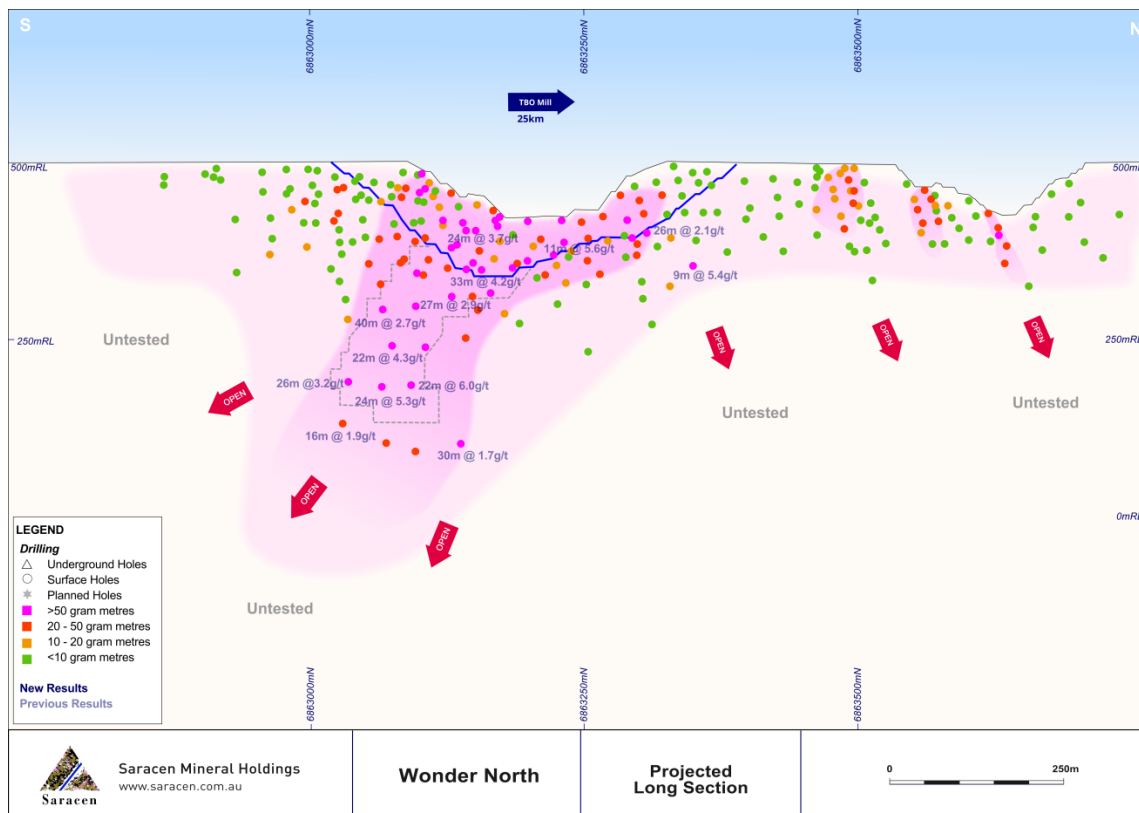 S
N
6863000mN
6863250mN
6863500mN
TBO Mill
25km
500mRL
500mRL
24m @ 3.7g/t
26m @ 2.1g/t
11m @ 5.6g/t
33m @ 4.2g/t
9m @ 5.4g/t
27m @ 2.9g/t
40m @ 2.7g/t
250mRL
Untested
250mRL
OPEN
OPEN
OPEN
22m @ 4.3g/t
26m @3.2g/t
22m @ 6.0g/t
OPEN
24m @ 5.3g/t
Untested
Untested
16m @ 1.9g/t
30m @ 1.7g/t
OPEN
OPEN
0mRL
LEGEND
Drilling
Underground Holes
Surface Holes
Planned Holes
>50 gram metres
20 - 50 gram metres
10 - 20 gram metres
<10 gram metres
New Results
Previous Results
Untested
6863000mN
6863250mN
6863500mN
Saracen
Saracen Mineral Holdings
www.saracen.com.au
Wonder North
Projected
Long Section
0
250m